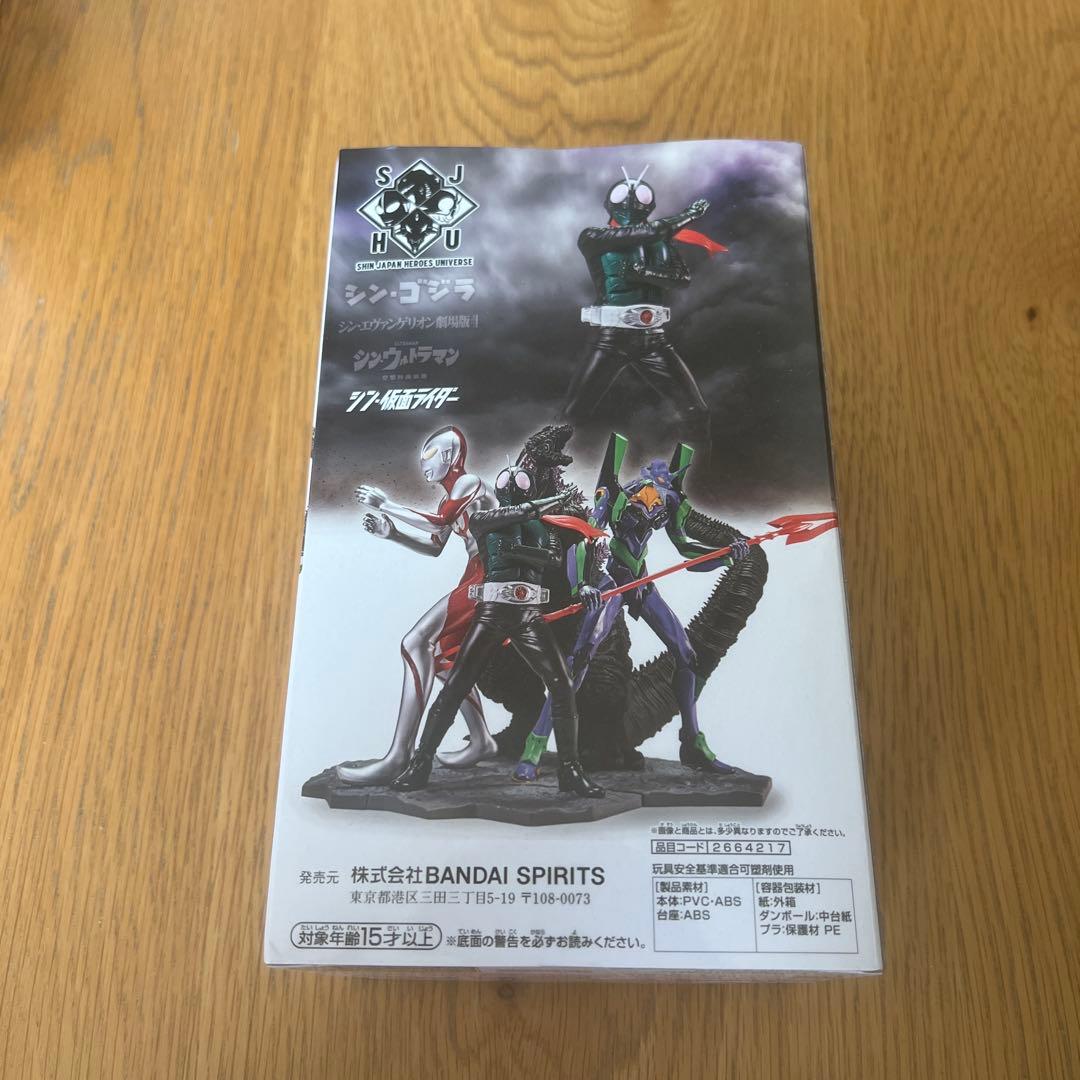 S J
H U
SHIN JAPAN HEROES UNIVERSE
シン・ゴジラ
シン・エヴァンゲリオン劇場版
ULTRAMAN
シン・ウルトラマン
空想特撮映画
シン・仮面ライダー
※画像と商品とは、多少異なりますのでご了承ください。
品目コード 2664217
玩具安全基準適合可塑剤使用
[製品素材]
本体:PVC・ABS
台座:ABS
[容器包装材]
紙:外箱
ダンボール:中台紙
プラ:保護材 PE
発売元 株式会社BANDAI SPIRITS
東京都港区三田三丁目5-19 〒108-0073
対象年齢15才以上 ※底面の警告を必ずお読みください。